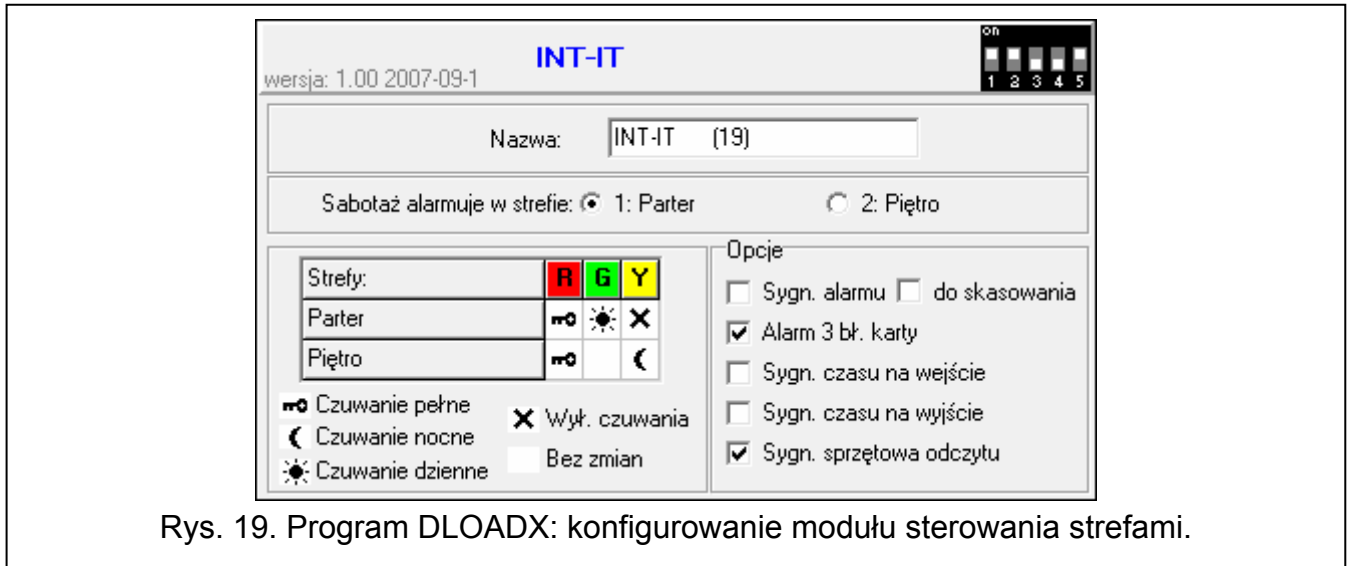 INT-IT
on
wersja: 1.00 2007-09-1
1 2 3 4 5
Nazwa: INT-IT (19)
Sabotaż alarmuje w strefie: 1: Parter 2: Piętro
Strefy: R G Y
Parter
Piętro
Czuwanie pełne
Czuwanie nocne
Czuwanie dzienne
Wył. czuwania
Bez zmian
Opcje
Sygn. alarmu do skasowania
Alarm 3 bł. karty
Sygn. czasu na wejście
Sygn. czasu na wyjście
Sygn. sprzętowa odczytu
Rys. 19. Program DLOADX: konfigurowanie modułu sterowania strefami.